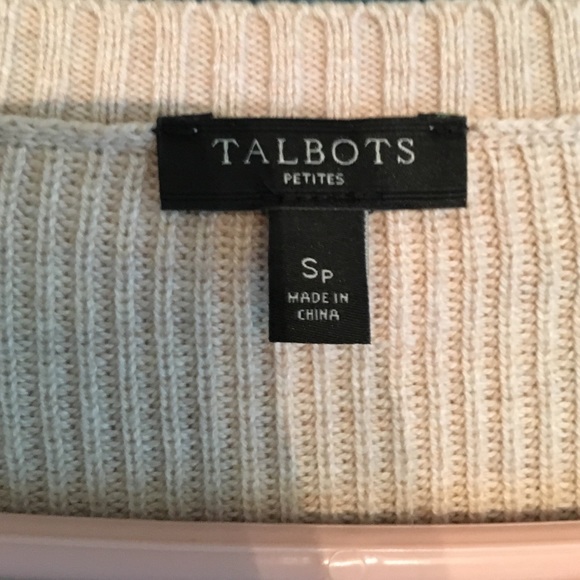 TALBOTS
PETITES
SP
MADE IN
CHINA